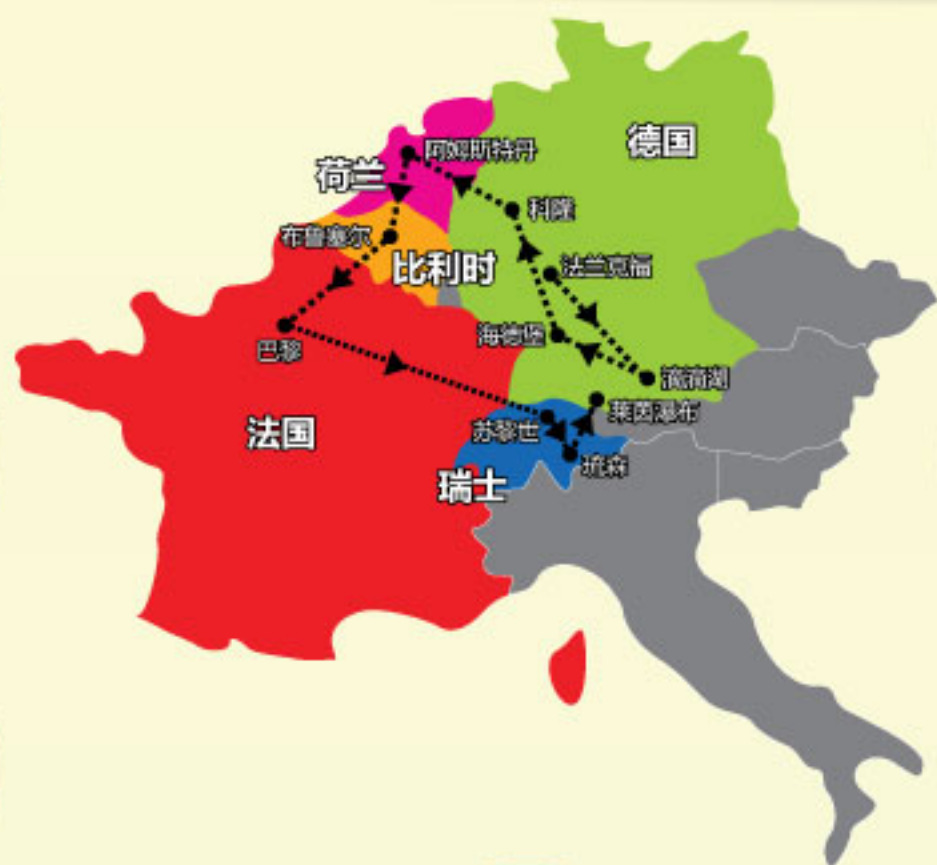 德国
阿姆斯特丹
荷兰
科隆
布鲁塞尔
比利时
法兰克福
海德堡
巴黎
滴滴湖
莱茵瀑布
法国
苏黎世
琉森
瑞士